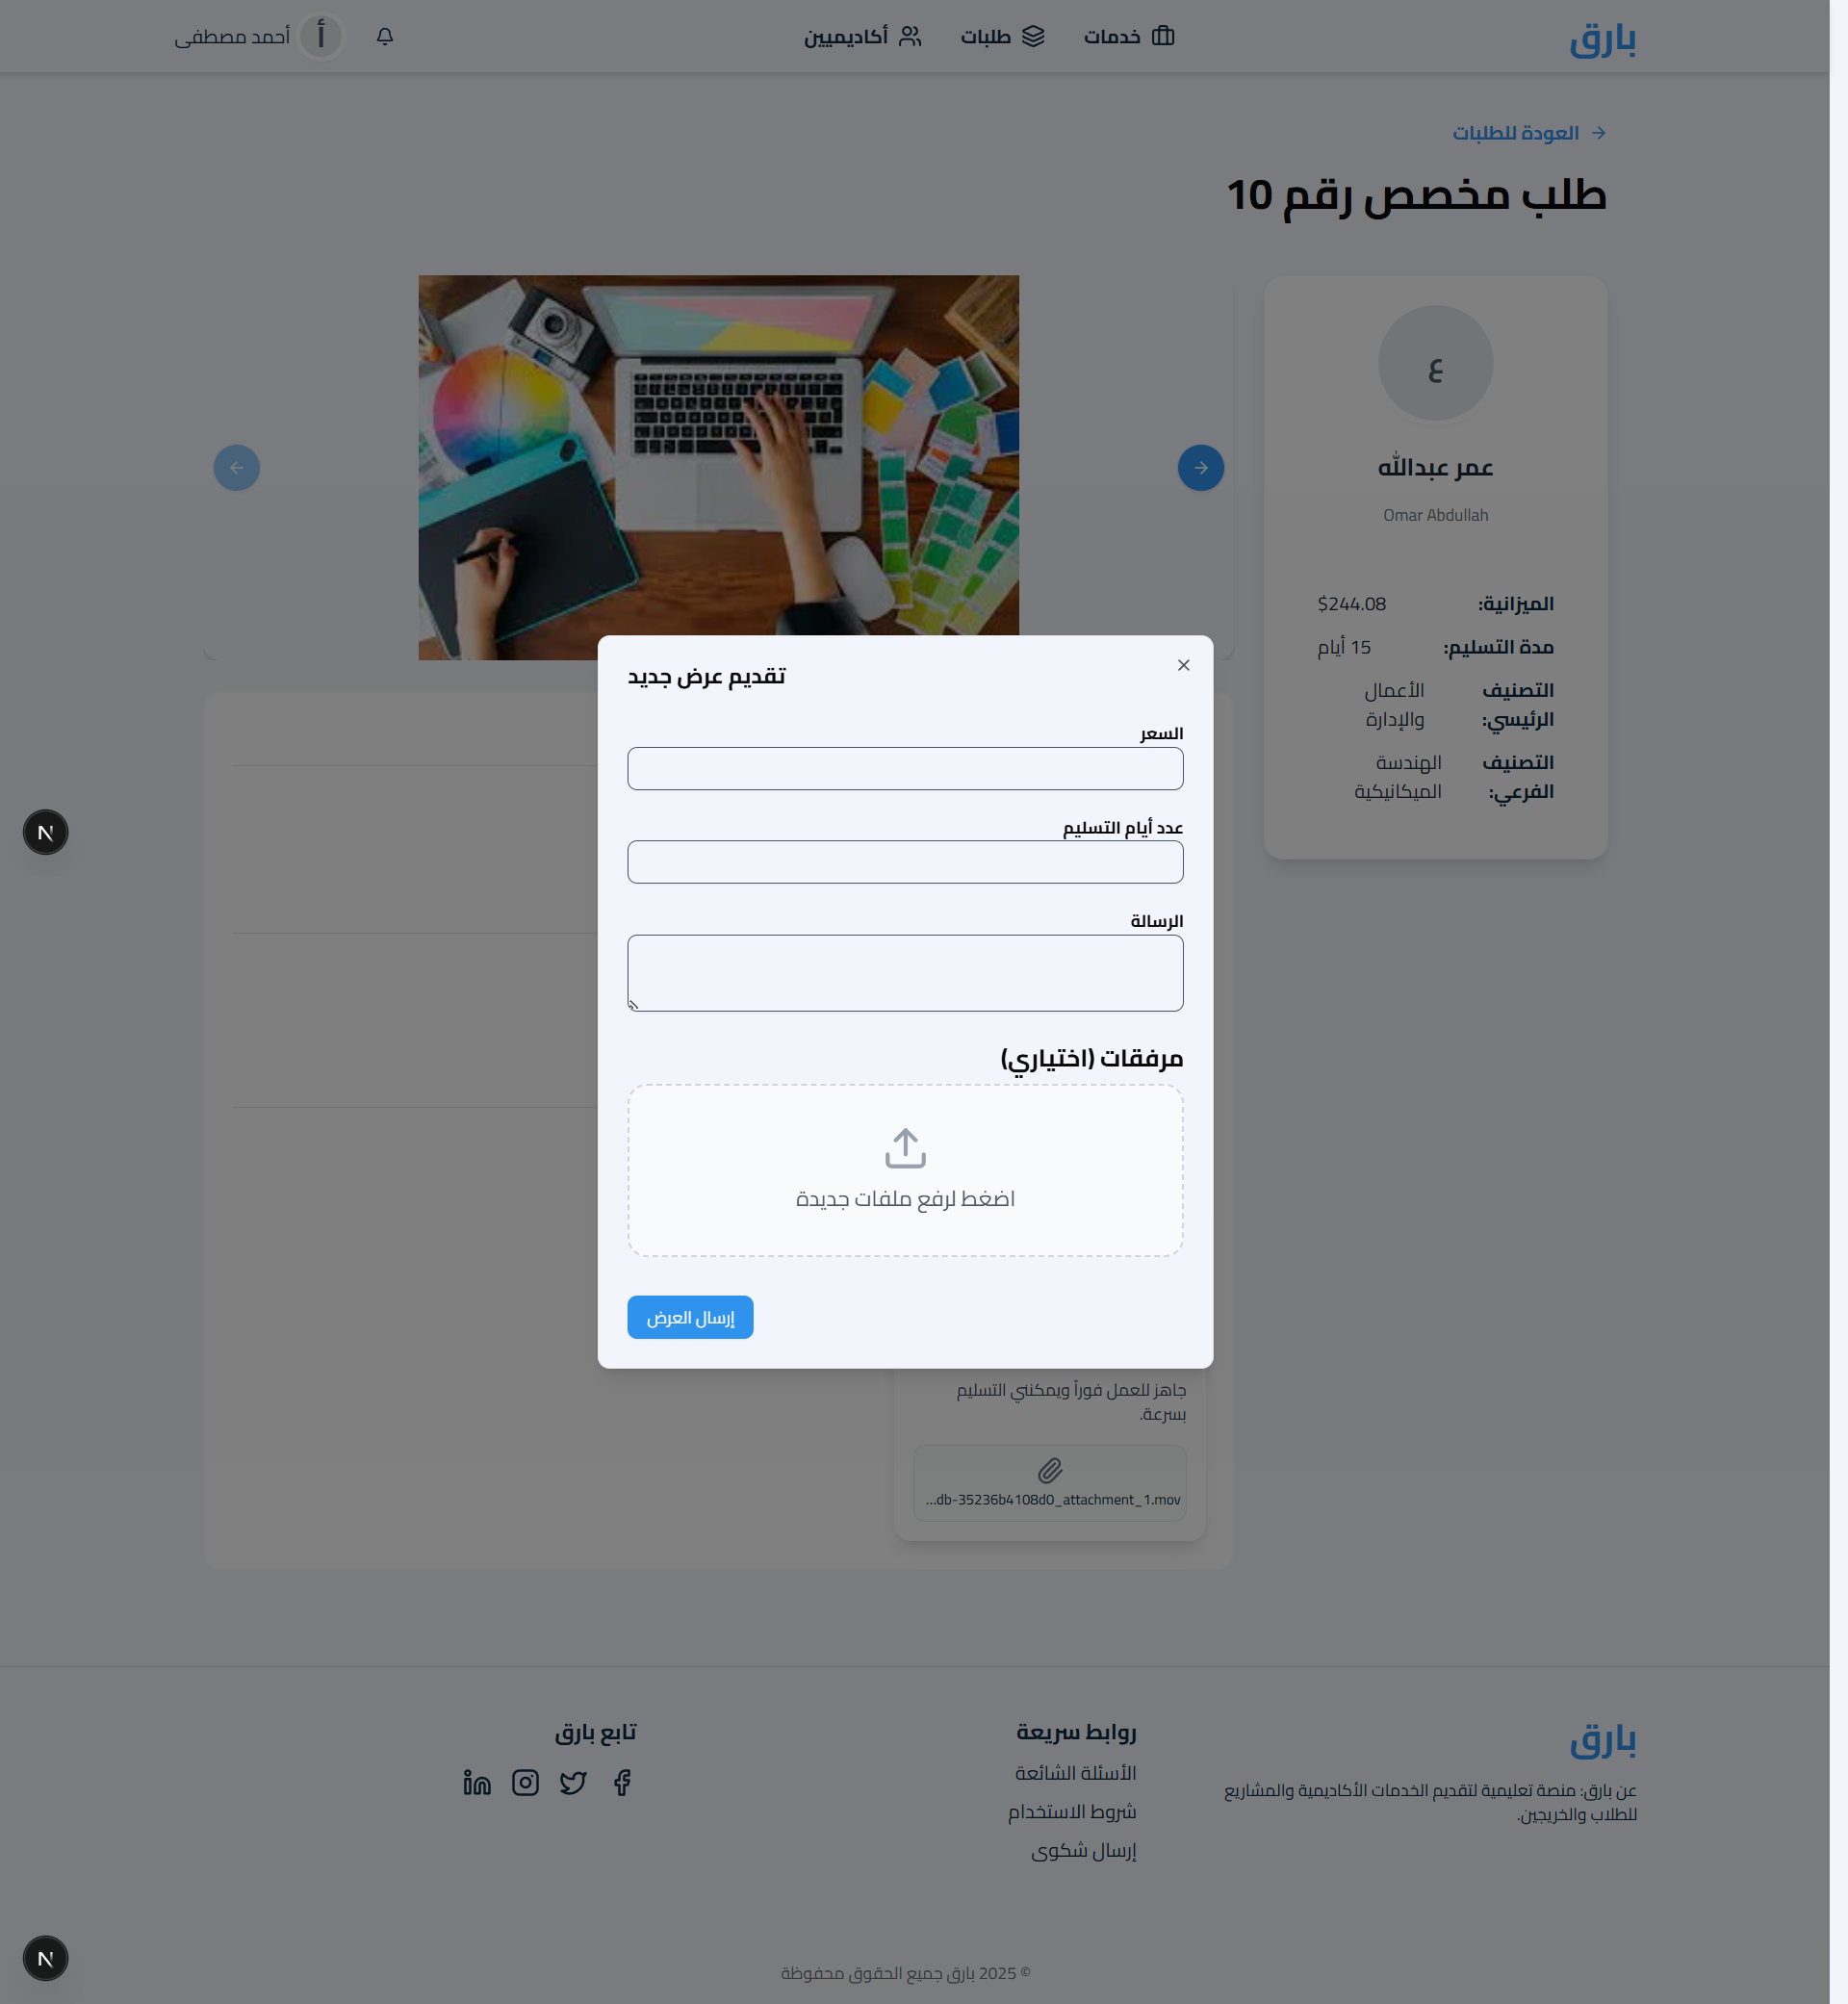 بارق
خدمات
طلبات
أكاديميين
أ
أحمد مصطفى
العودة للطلبات
طلب مخصص رقم 10
ع
عمر عبدالله
Omar Abdullah
الميزانية: $244.08
مدة التسليم: 15 أيام
التصنيف الرئيسي: الأعمال والإدارة
التصنيف الفرعي: الهندسة الميكانيكية
تقديم عرض جديد
السعر
عدد أيام التسليم
الرسالة
مرفقات (اختياري)
اضغط لرفع ملفات جديدة
إرسال العرض
جاهز للعمل فوراً ويمكنني التسليم
بسرعة.
...db-35236b4108d0_attachment_1.mov
N
بارق
عن بارق: منصة تعليمية لتقديم الخدمات الأكاديمية والمشاريع
للطلاب والخريجين.
روابط سريعة
الأسئلة الشائعة
شروط الاستخدام
إرسال شكوى
تابع بارق
N
© 2025 بارق جميع الحقوق محفوظة